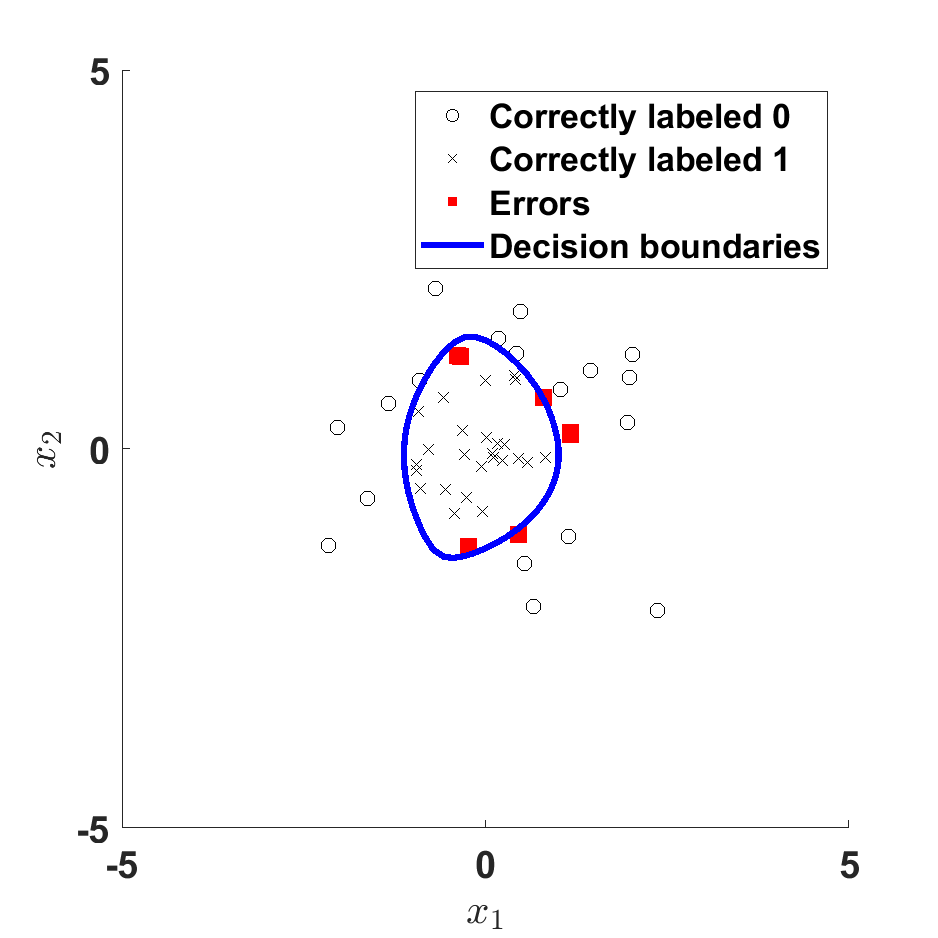 5
Correctly labeled 0
Correctly labeled 1
Errors
Decision boundaries
x₂
0
-5
-5 0 5
x₁